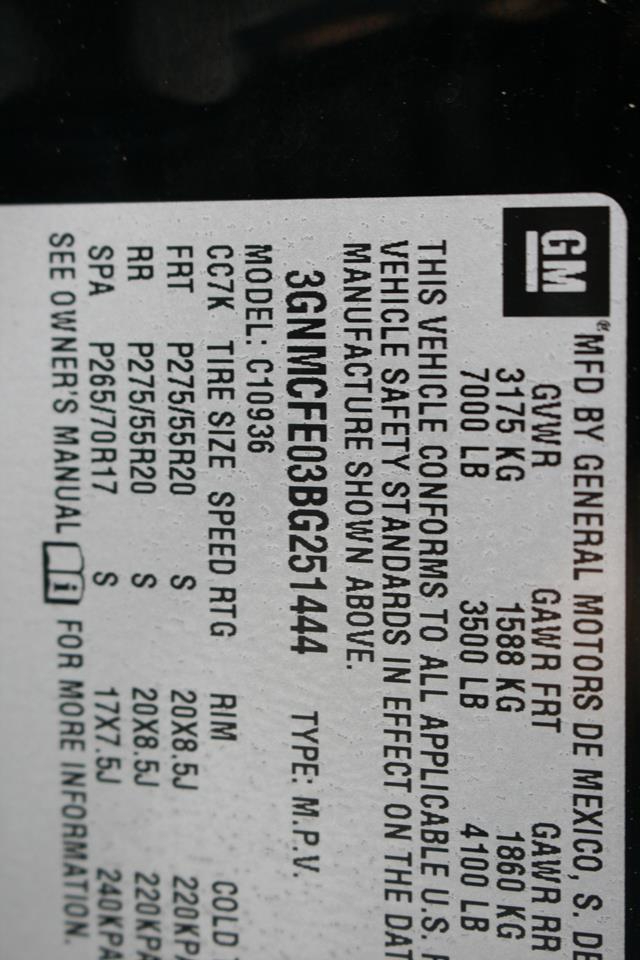 GM® MFD BY GENERAL MOTORS DE MEXICO, S. DE
GVWR GAWR FRT GAWR RR
3175 KG 1588 KG 1860 KG
7000 LB 3500 LB 4100 LB
THIS VEHICLE CONFORMS TO ALL APPLICABLE U.S. F
VEHICLE SAFETY STANDARDS IN EFFECT ON THE DAT
MANUFACTURE SHOWN ABOVE.
3GNMCFE03BG251444 TYPE: M.P.V.
MODEL: C10936
CC7K TIRE SIZE SPEED RTG RIM COLD
FRT P275/55R20 S 20X8.5J 220KP
RR P275/55R20 S 20X8.5J 220KPA
SPA P265/70R17 S 17X7.5J 240KPA
SEE OWNER'S MANUAL i FOR MORE INFORMATION.